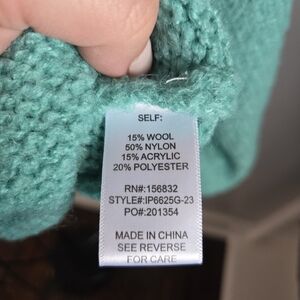 SELF:
15% WOOL
50% NYLON
15% ACRYLIC
20% POLYESTER
RN#:156832
STYLE#:IP6625G-23
PO#:201354
MADE IN CHINA
SEE REVERSE
FOR CARE